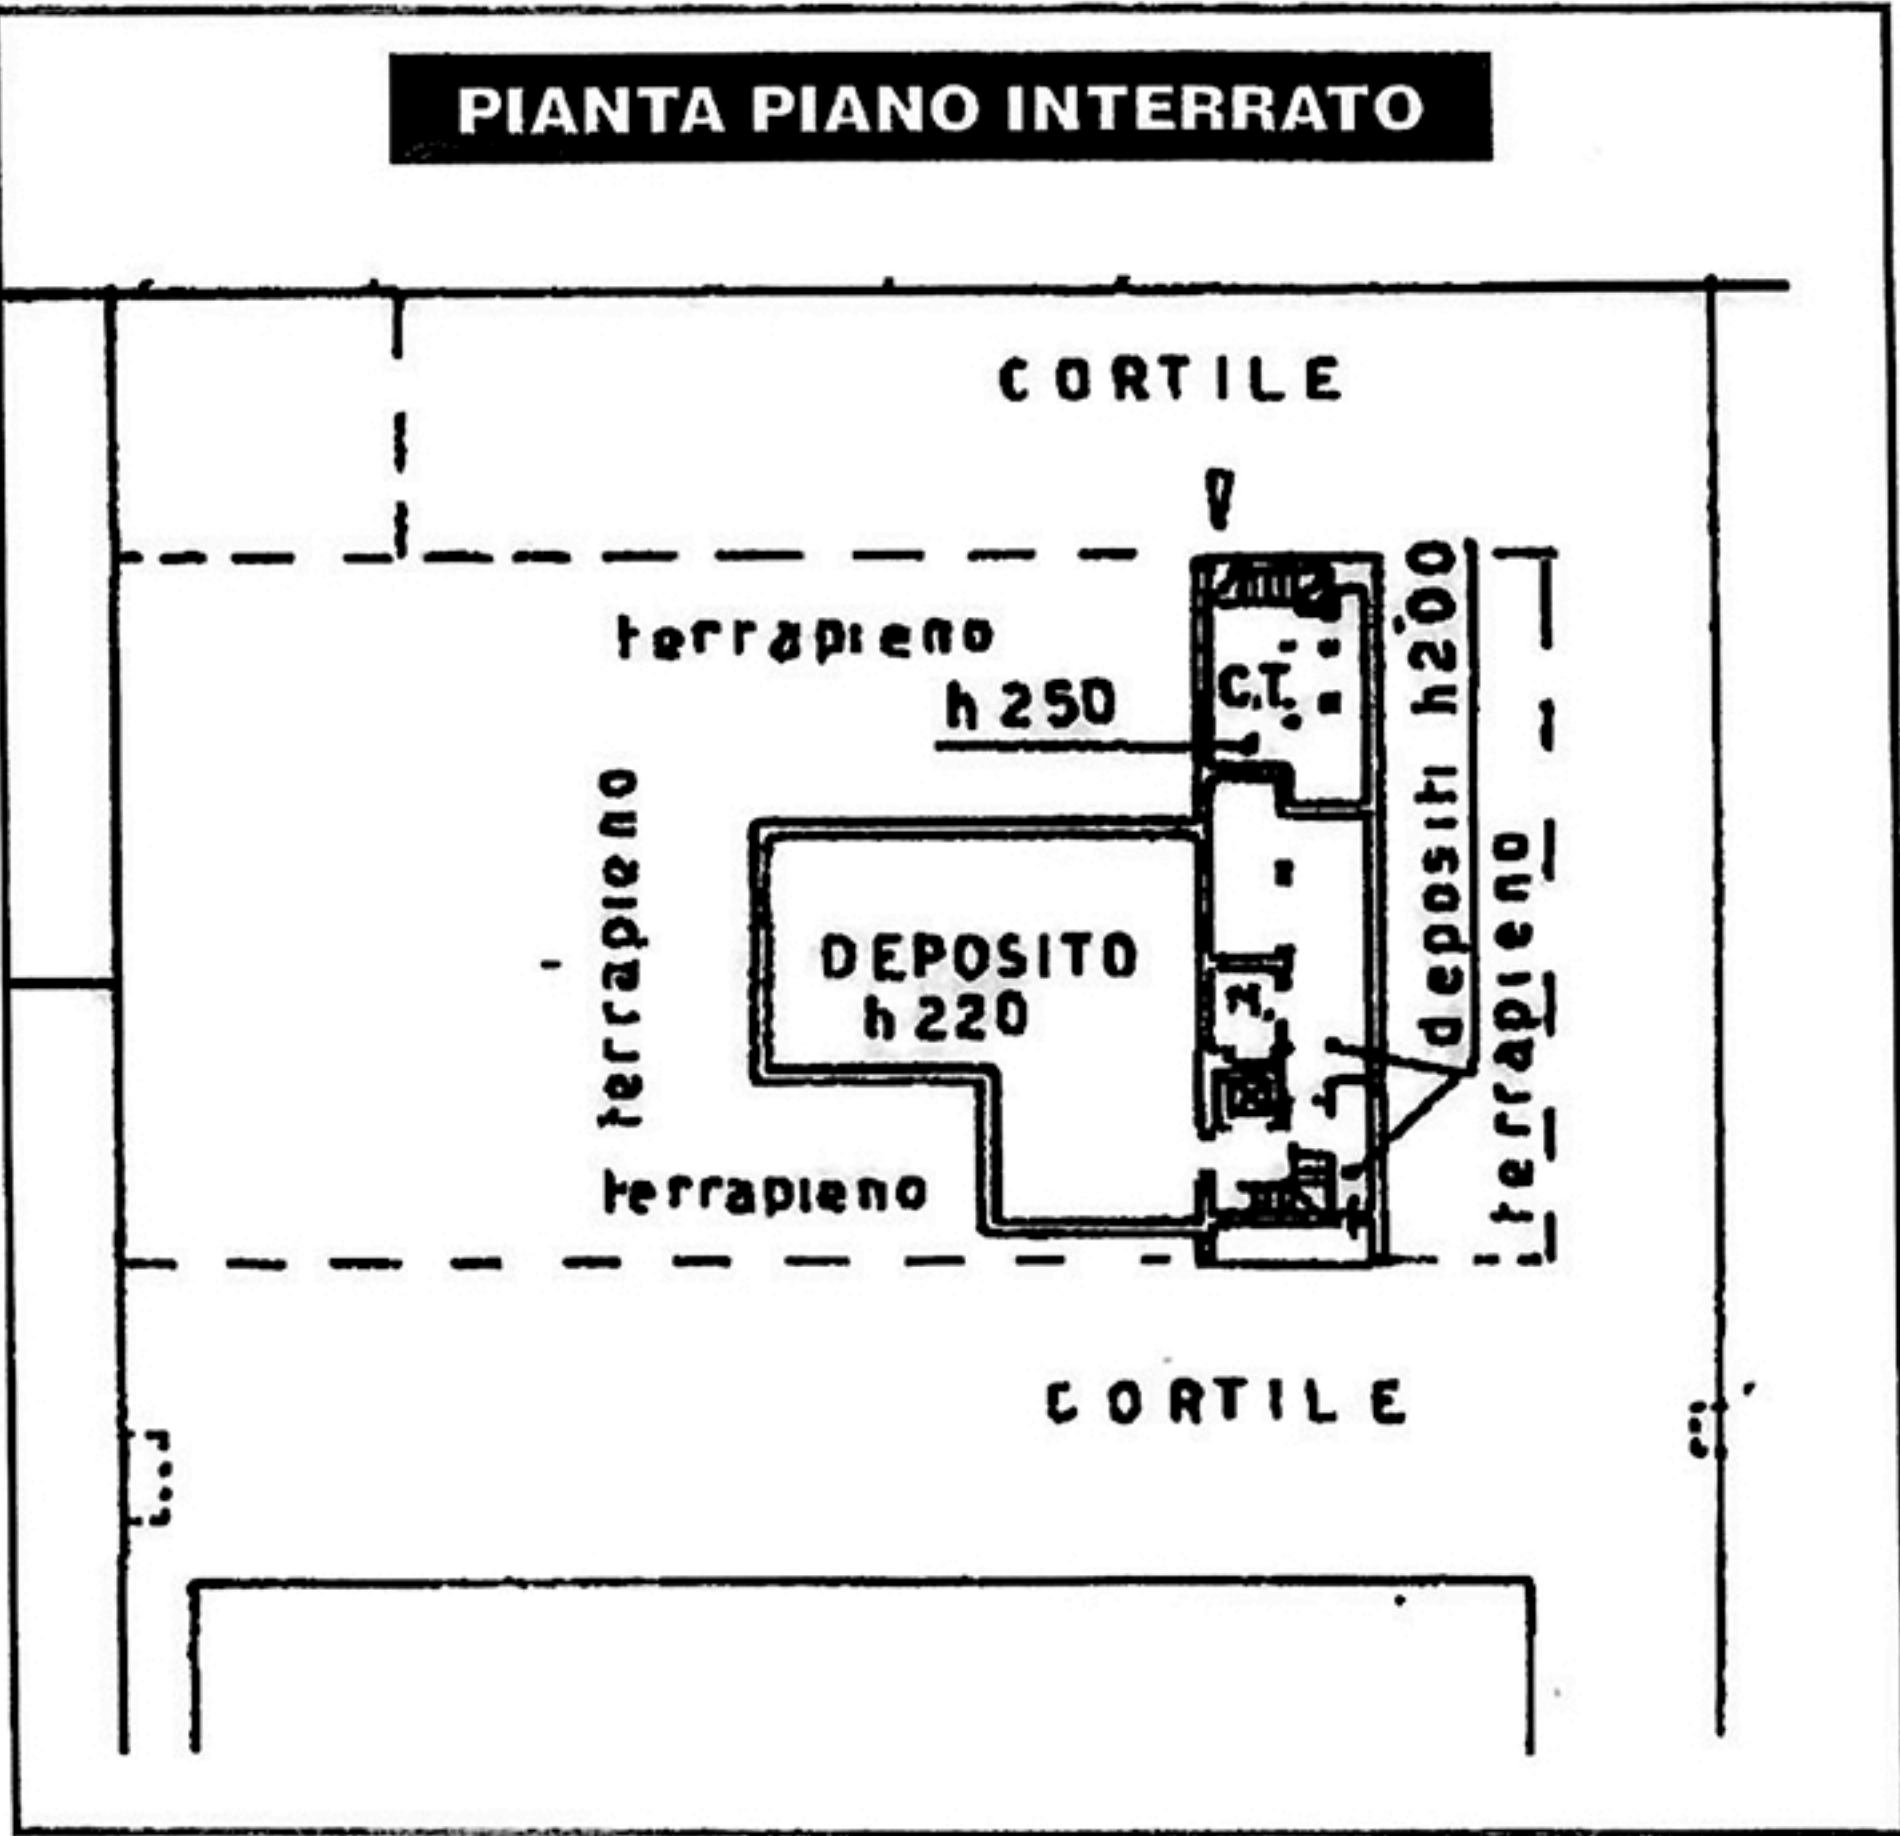 PIANTA PIANO INTERRATO
CORTILE
terrapieno
h 250
C.T.
depositi h200
terrapieno
terrapieno
DEPOSITO
h 220
terrapieno
CORTILE